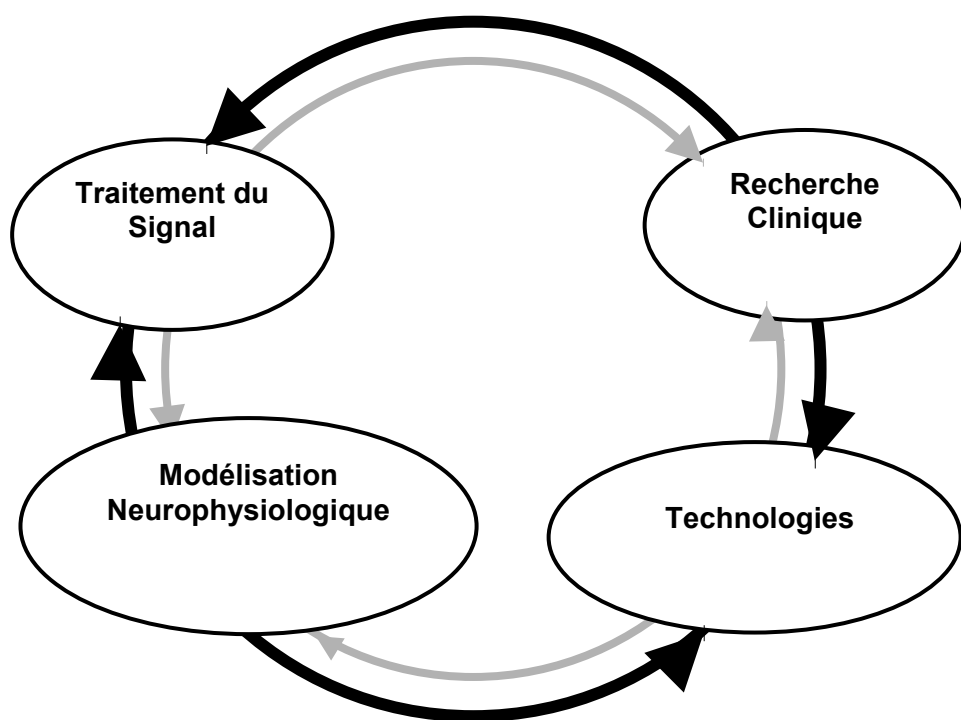 Traitement du
Signal
Recherche
Clinique
Modélisation
Neurophysiologique
Technologies